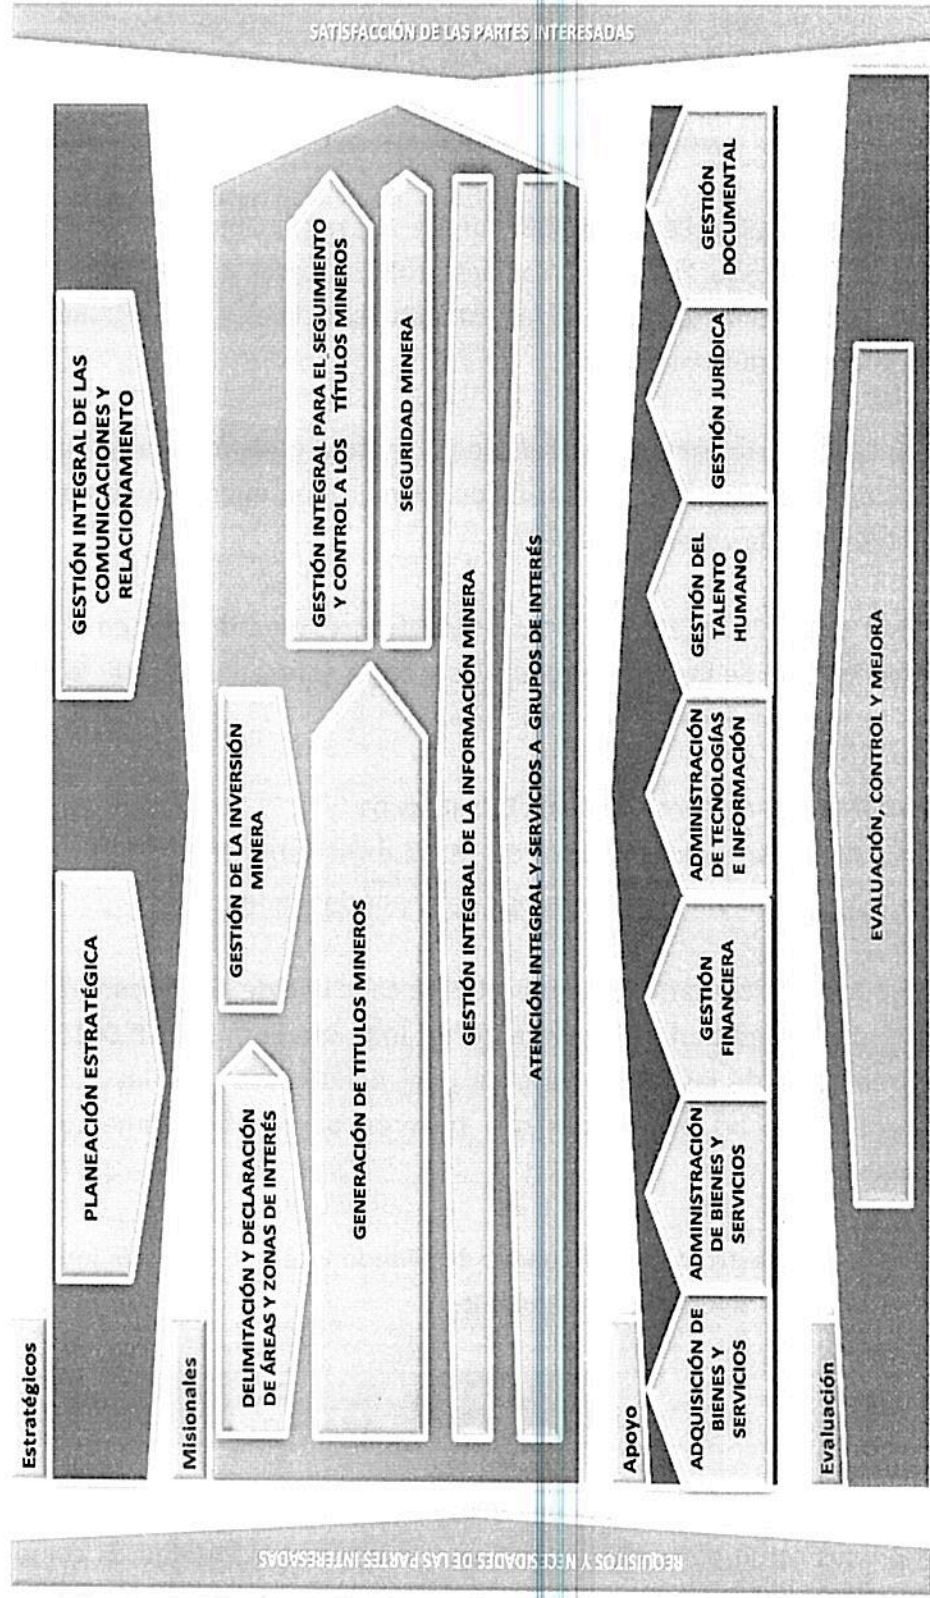 REQUISITOS Y NECESIDADES DE LAS PARTES INTERESADAS
Estratégicos
PLANEACIÓN ESTRATÉGICA
GESTIÓN INTEGRAL DE LAS
COMUNICACIONES Y
RELACIONAMIENTO
Misionales
DELIMITACIÓN Y DECLARACIÓN
DE ÁREAS Y ZONAS DE INTERÉS
GESTIÓN DE LA INVERSIÓN
MINERA
GENERACIÓN DE TITULOS MINEROS
GESTIÓN INTEGRAL PARA EL SEGUIMIENTO
Y CONTROL A LOS TÍTULOS MINEROS
SEGURIDAD MINERA
GESTIÓN INTEGRAL DE LA INFORMACIÓN MINERA
ATENCIÓN INTEGRAL Y SERVICIOS A GRUPOS DE INTERÉS
Apoyo
ADQUISICIÓN DE
BIENES Y
SERVICIOS
ADMINISTRACIÓN
DE BIENES Y
SERVICIOS
GESTIÓN
FINANCIERA
ADMINISTRACIÓN
DE TECNOLOGÍAS
E INFORMACIÓN
GESTIÓN DEL
TALENTO
HUMANO
GESTIÓN JURÍDICA
GESTIÓN
DOCUMENTAL
Evaluación
EVALUACIÓN, CONTROL Y MEJORA
SATISFACCIÓN DE LAS PARTES INTERESADAS